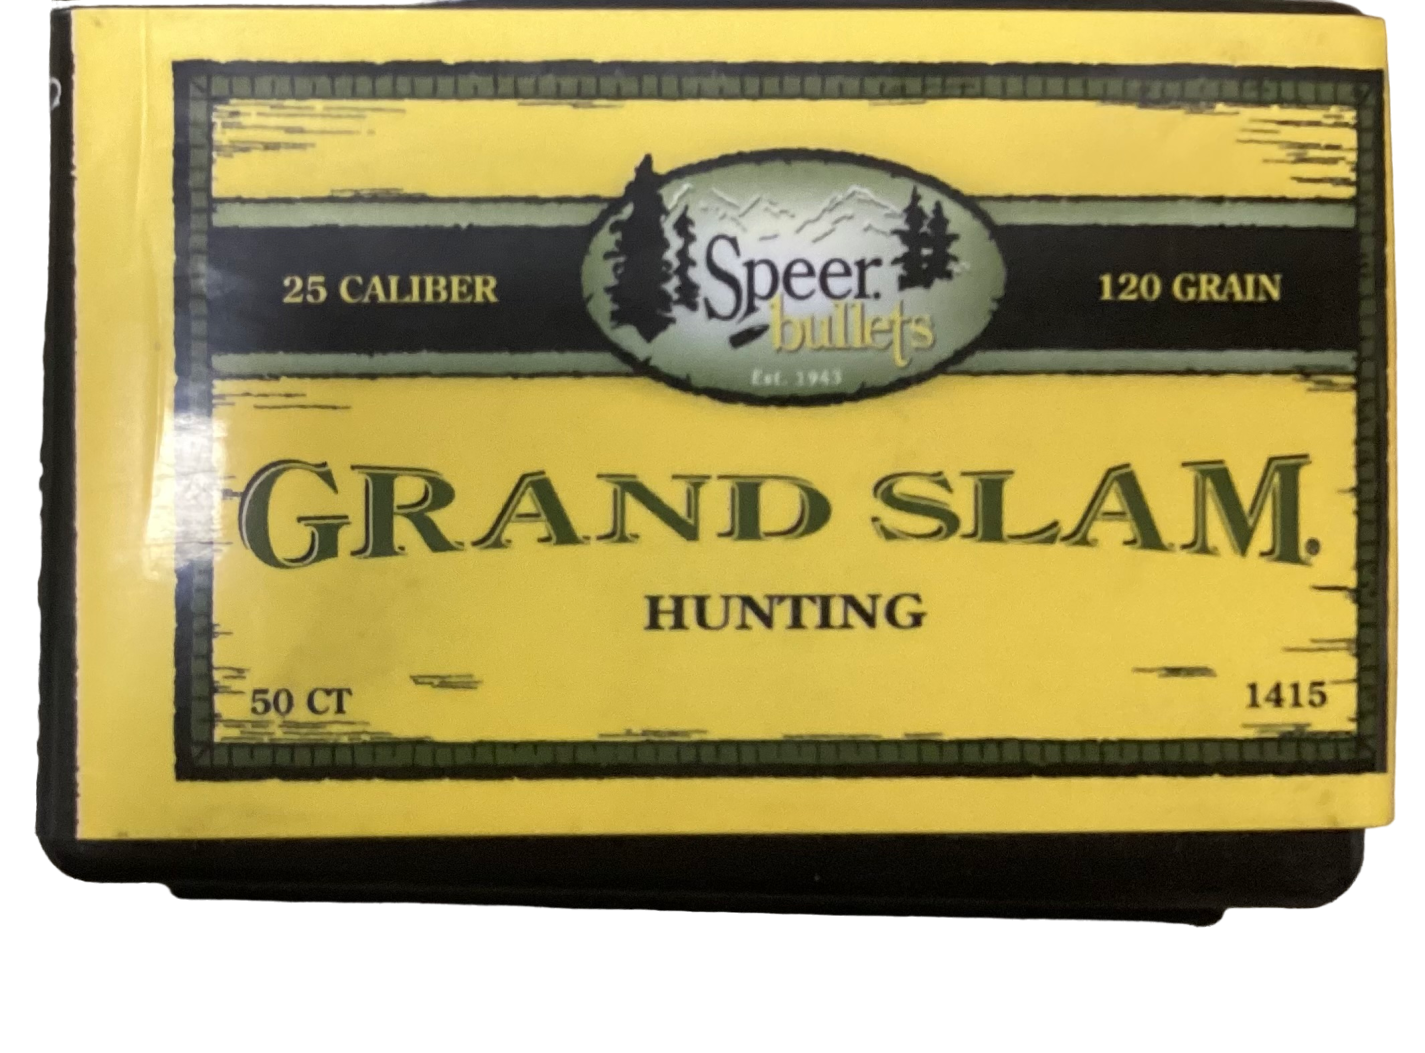 25 CALIBER
Speer
bullets
Est. 1943
120 GRAIN
GRAND SLAM®
HUNTING
50 CT
1415